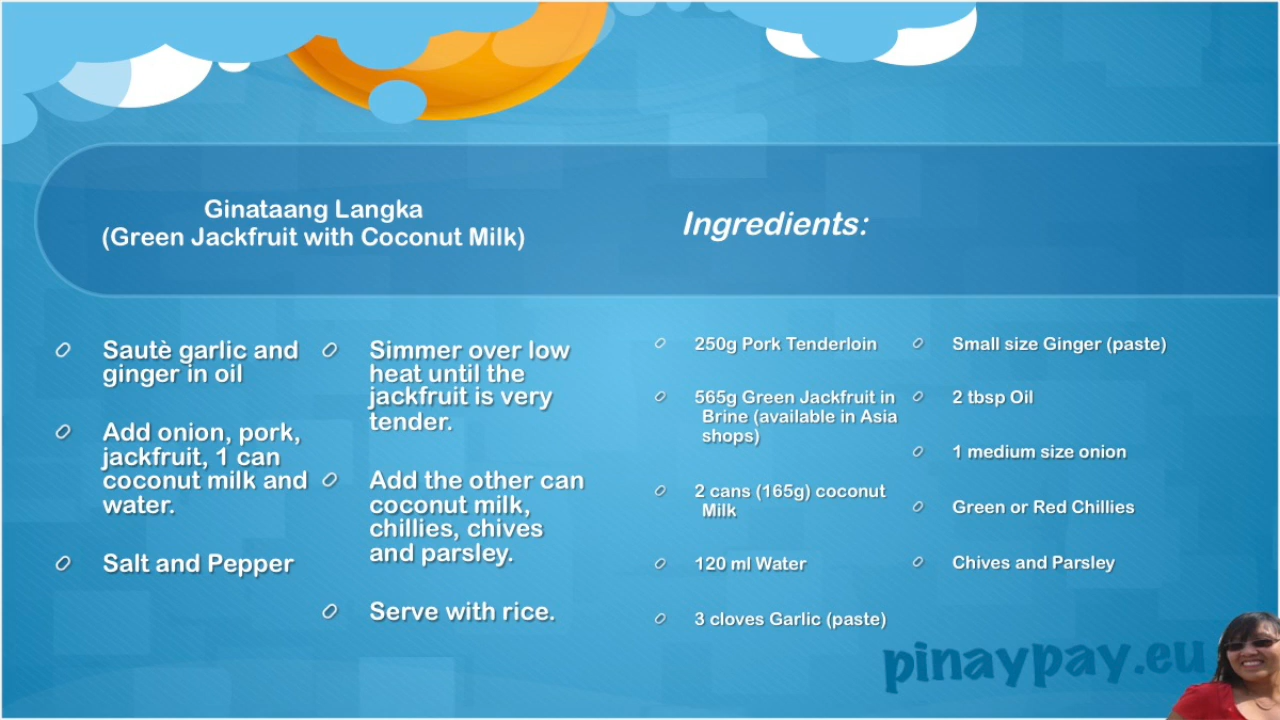 Ginataang Langka
(Green Jackfruit with Coconut Milk)
Sautè garlic and
ginger in oil
Add onion, pork,
jackfruit, 1 can
coconut milk and
water.
Salt and Pepper
Simmer over low
heat until the
jackfruit is very
tender.
Add the other can
coconut milk,
chillies, chives
and parsley.
Serve with rice.
Ingredients:
250g Pork Tenderloin
565g Green Jackfruit in
Brine (available in Asia
shops)
2 cans (165g) coconut
Milk
120 ml Water
3 cloves Garlic (paste)
Small size Ginger (paste)
2 tbsp Oil
1 medium size onion
Green or Red Chillies
Chives and Parsley
pinaypay.eu